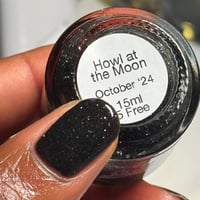 Howl at
the Moon
October '24
15ml
5 Free